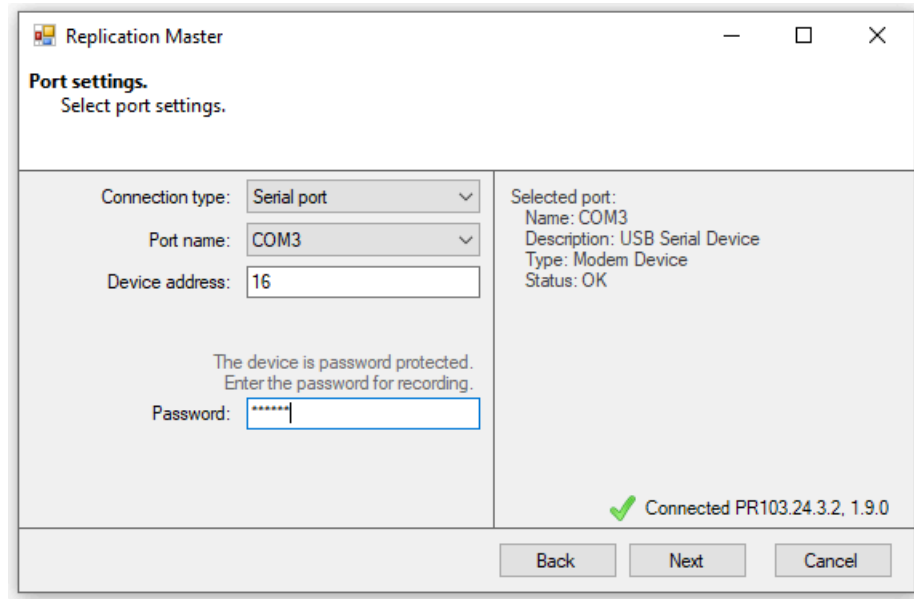 Replication Master
Port settings.
Select port settings.
Connection type: Serial port
Port name: COM3
Device address: 16
The device is password protected.
Enter the password for recording.
Password: ******
Selected port:
Name: COM3
Description: USB Serial Device
Type: Modem Device
Status: OK
Connected PR103.24.3.2, 1.9.0
Back Next Cancel